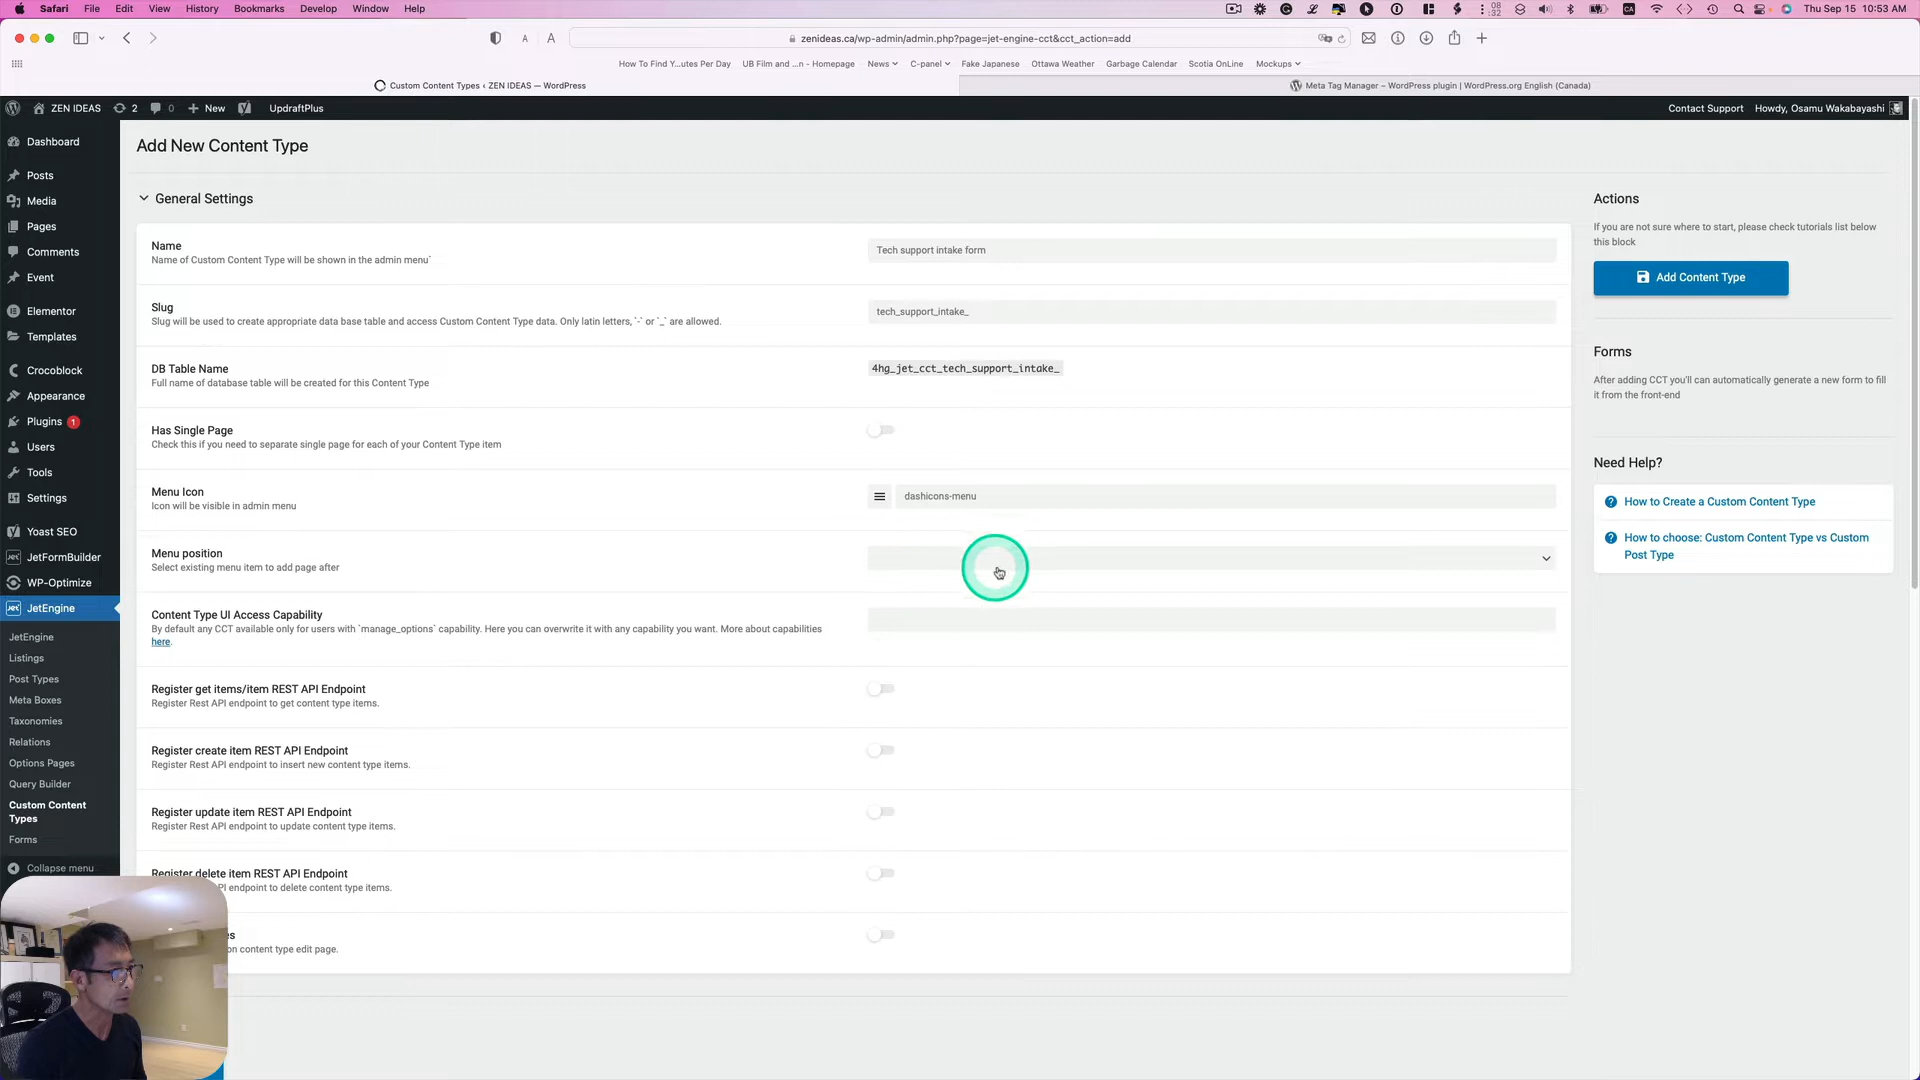 Safari File Edit View History Bookmarks Develop Window Help
08
32
CA
Thu Sep 15 10:53 AM
A A
zenideas.ca/wp-admin/admin.php?page=jet-engine-cct&cct_action=add
How To Find Y...utes Per Day UB Film and ...n - Homepage News C-panel Fake Japanese Ottawa Weather Garbage Calendar Scotia OnLine Mockups
Custom Content Types ‹ ZEN IDEAS — WordPress
Meta Tag Manager – WordPress plugin | WordPress.org English (Canada)
ZEN IDEAS 2 0 New UpdraftPlus
Contact Support Howdy, Osamu Wakabayashi
Dashboard
Posts
Media
Pages
Comments
Event
Elementor
Templates
Crocoblock
Appearance
Plugins 1
Users
Tools
Settings
Yoast SEO
JetFormBuilder
WP-Optimize
JetEngine
JetEngine
Listings
Post Types
Meta Boxes
Taxonomies
Relations
Options Pages
Query Builder
Custom Content
Types
Forms
Collapse menu
Add New Content Type
General Settings
Name
Name of Custom Content Type will be shown in the admin menu`
Tech support intake form
Slug
Slug will be used to create appropriate data base table and access Custom Content Type data. Only latin letters, `-` or `_` are allowed.
tech_support_intake_
DB Table Name
Full name of database table will be created for this Content Type
4hg_jet_cct_tech_support_intake_
Has Single Page
Check this if you need to separate single page for each of your Content Type item
Menu Icon
Icon will be visible in admin menu
dashicons-menu
Menu position
Select existing menu item to add page after
Content Type UI Access Capability
By default any CCT available only for users with `manage_options` capability. Here you can overwrite it with any capability you want. More about capabilities
here.
Register get items/item REST API Endpoint
Register Rest API endpoint to get content type items.
Register create item REST API Endpoint
Register Rest API endpoint to insert new content type items.
Register update item REST API Endpoint
Register Rest API endpoint to update content type items.
Register delete item REST API Endpoint
PI endpoint to delete content type items.
es
on content type edit page.
Actions
If you are not sure where to start, please check tutorials list below
this block
Add Content Type
Forms
After adding CCT you'll can automatically generate a new form to fill
it from the front-end
Need Help?
How to Create a Custom Content Type
How to choose: Custom Content Type vs Custom
Post Type